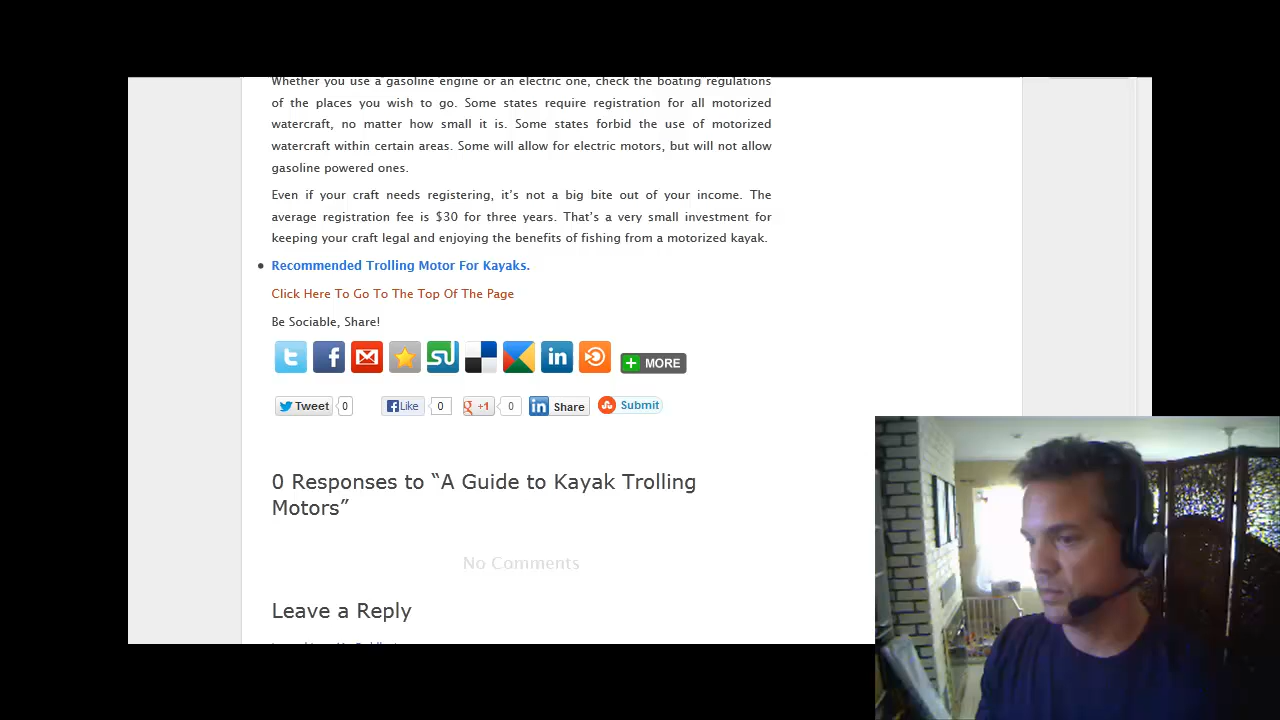 Whether you use a gasoline engine or an electric one, check the boating regulations
of the places you wish to go. Some states require registration for all motorized
watercraft, no matter how small it is. Some states forbid the use of motorized
watercraft within certain areas. Some will allow for electric motors, but will not allow
gasoline powered ones.
Even if your craft needs registering, it's not a big bite out of your income. The
average registration fee is $30 for three years. That's a very small investment for
keeping your craft legal and enjoying the benefits of fishing from a motorized kayak.
• Recommended Trolling Motor For Kayaks.
Click Here To Go To The Top Of The Page
Be Sociable, Share!
+ MORE
Tweet 0 Like 0 +1 0 in Share Submit
0 Responses to “A Guide to Kayak Trolling
Motors”
No Comments
Leave a Reply